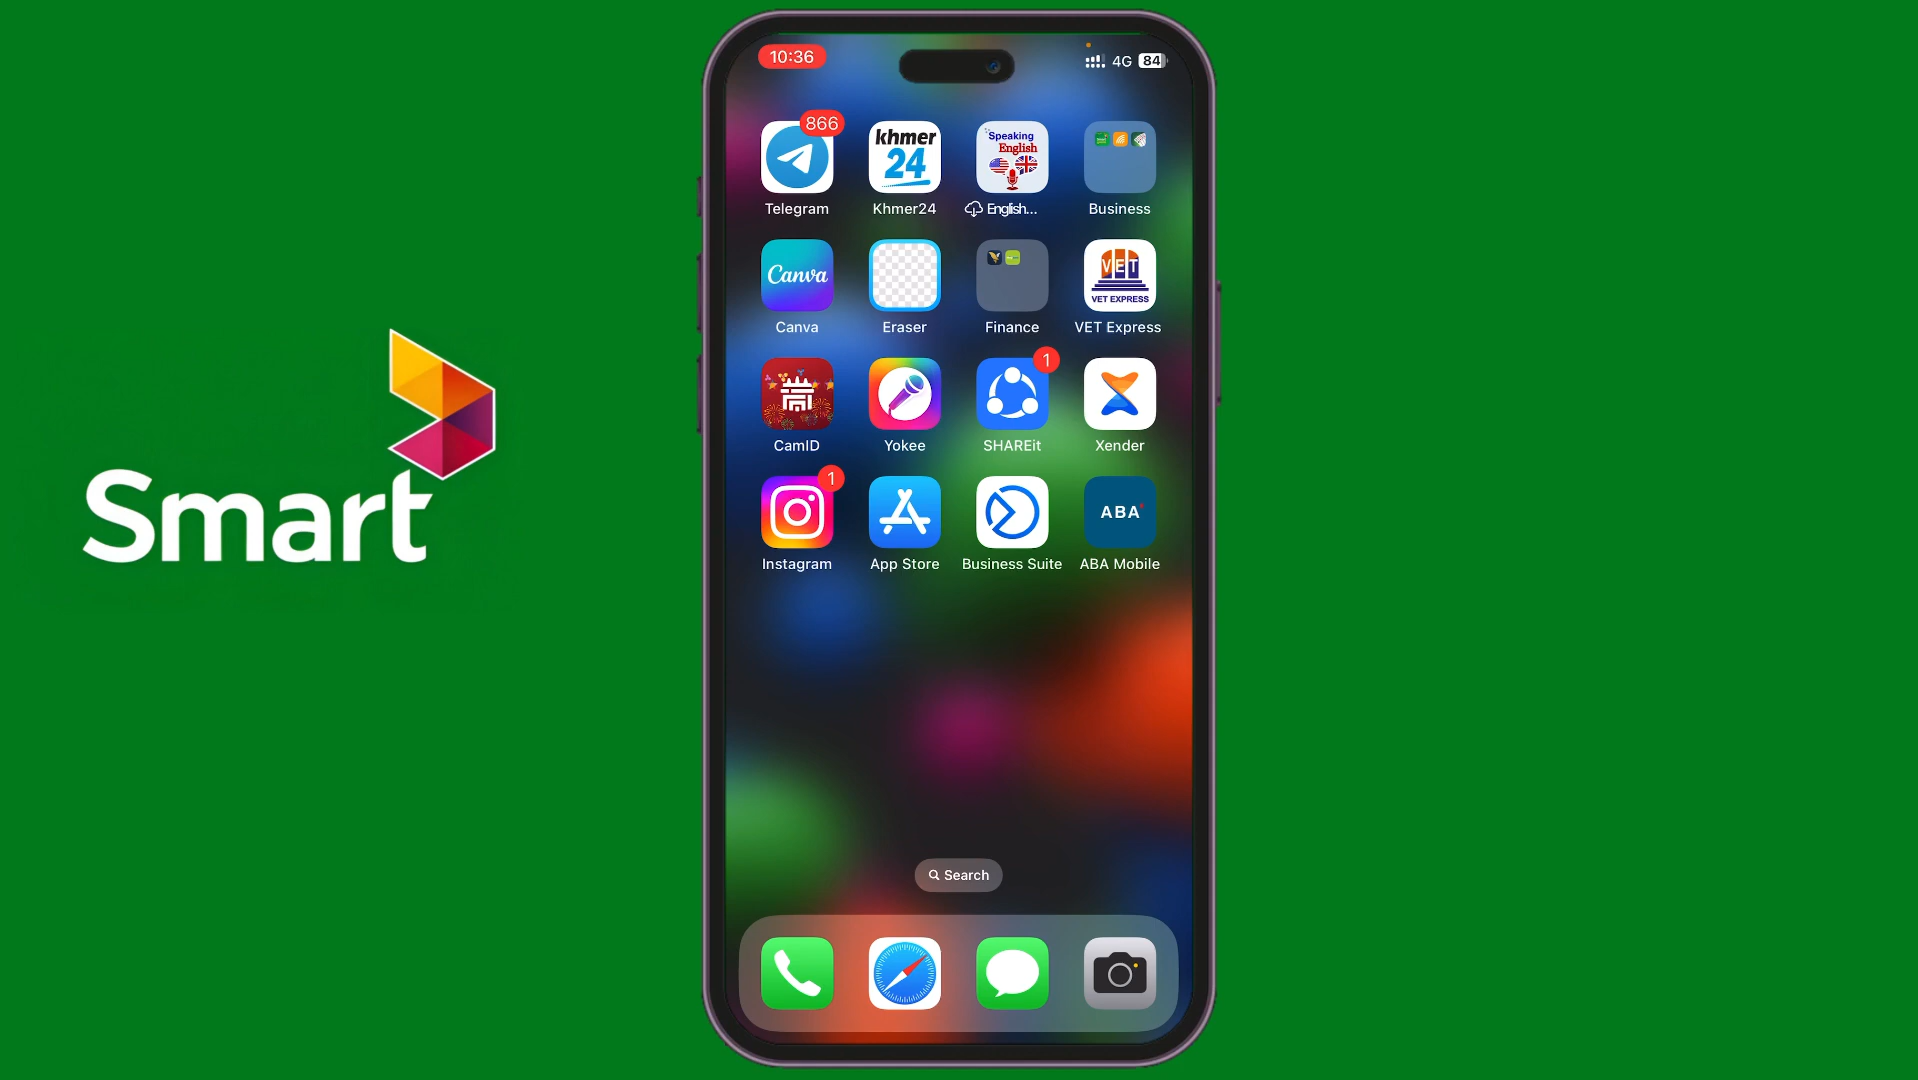 10:36
4G 84
866
khmer
24
Speaking
English
Telegram
Khmer24
English...
Business
Canva
VET
VET EXPRESS
Canva
Eraser
Finance
VET Express
1
CamID
Yokee
SHAREit
Xender
1
ABA'
Instagram
App Store
Business Suite
ABA Mobile
Smart
Search